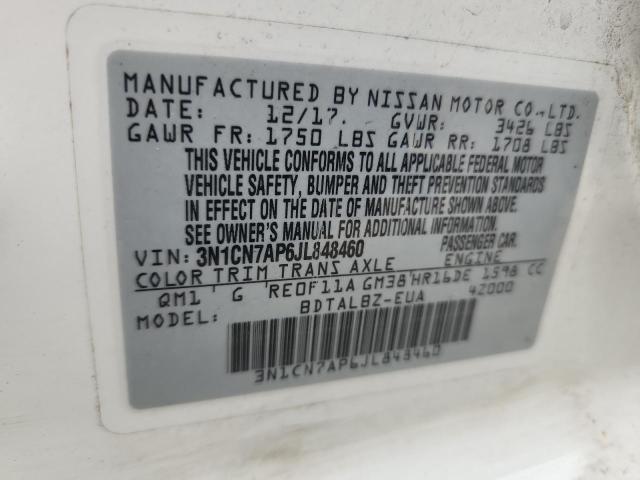 MANUFACTURED BY NISSAN MOTOR CO.,LTD.
DATE: 12/17. GVWR: 3426 LBS
GAWR FR: 1750 LBS GAWR RR: 1708 LBS
THIS VEHICLE CONFORMS TO ALL APPLICABLE FEDERAL MOTOR
VEHICLE SAFETY, BUMPER AND THEFT PREVENTION STANDARDS
IN EFFECT ON THE DATE OF MANUFACTURE SHOWN ABOVE.
SEE OWNER'S MANUAL FOR ADDITIONAL INFORMATION.
VIN: 3N1CN7AP6JL848460 PASSENGER CAR.
COLOR TRIM TRANS AXLE ENGINE
QM1' G 'RE0F11A GM38'HR16DE 1598 CC
MODEL BDTALBZ-EUA 42000
3N1CN7AP6JL848460